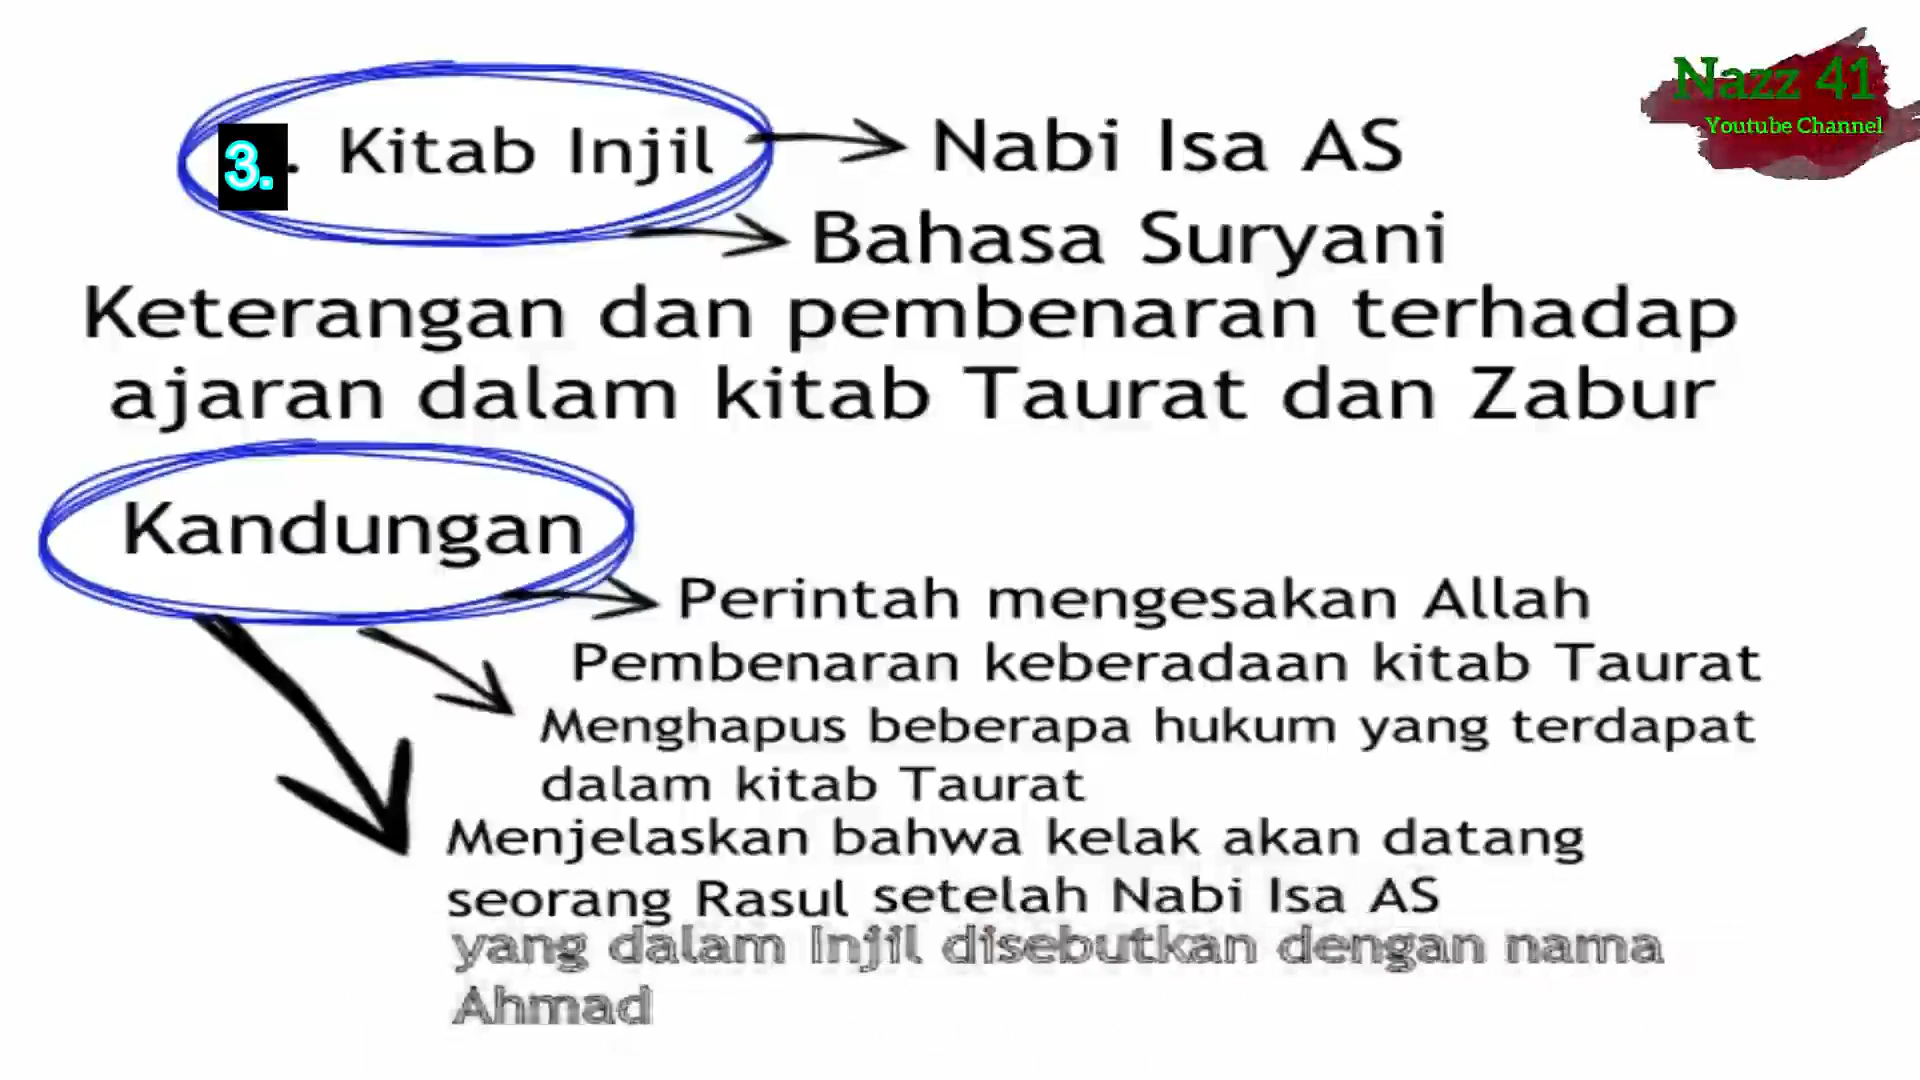 3. . Kitab Injil
Nabi Isa AS
Bahasa Suryani
Keterangan dan pembenaran terhadap
ajaran dalam kitab Taurat dan Zabur
Kandungan
Perintah mengesakan Allah
Pembenaran keberadaan kitab Taurat
Menghapus beberapa hukum yang terdapat
dalam kitab Taurat
Menjelaskan bahwa kelak akan datang
seorang Rasul setelah Nabi Isa AS
yang dalam Injil disebutkan dengan nama
Ahmad
Nazz 41
Youtube Channel